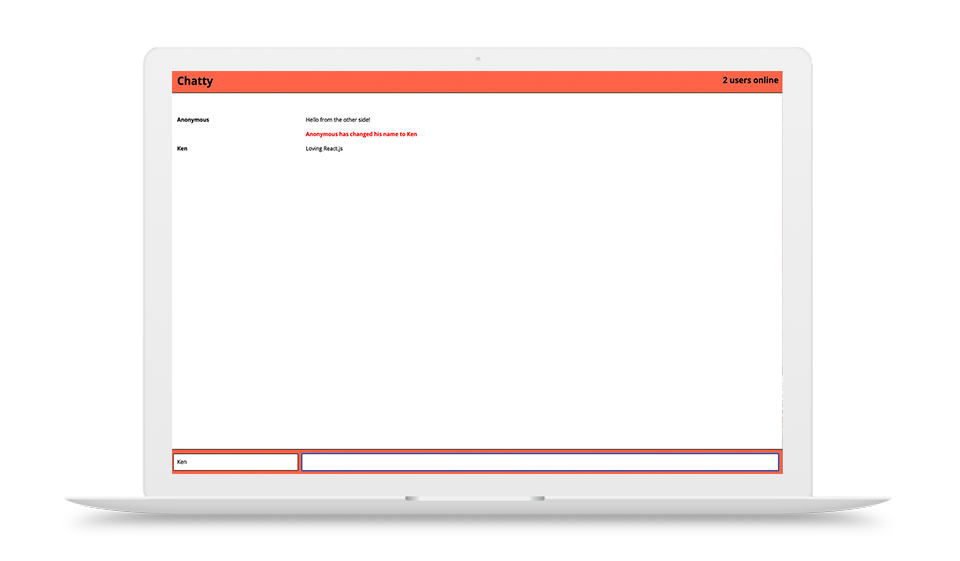 Chatty
2 users online
Anonymous Hello from the other side!
Anonymous has changed his name to Ken
Ken Loving React.js
Ken